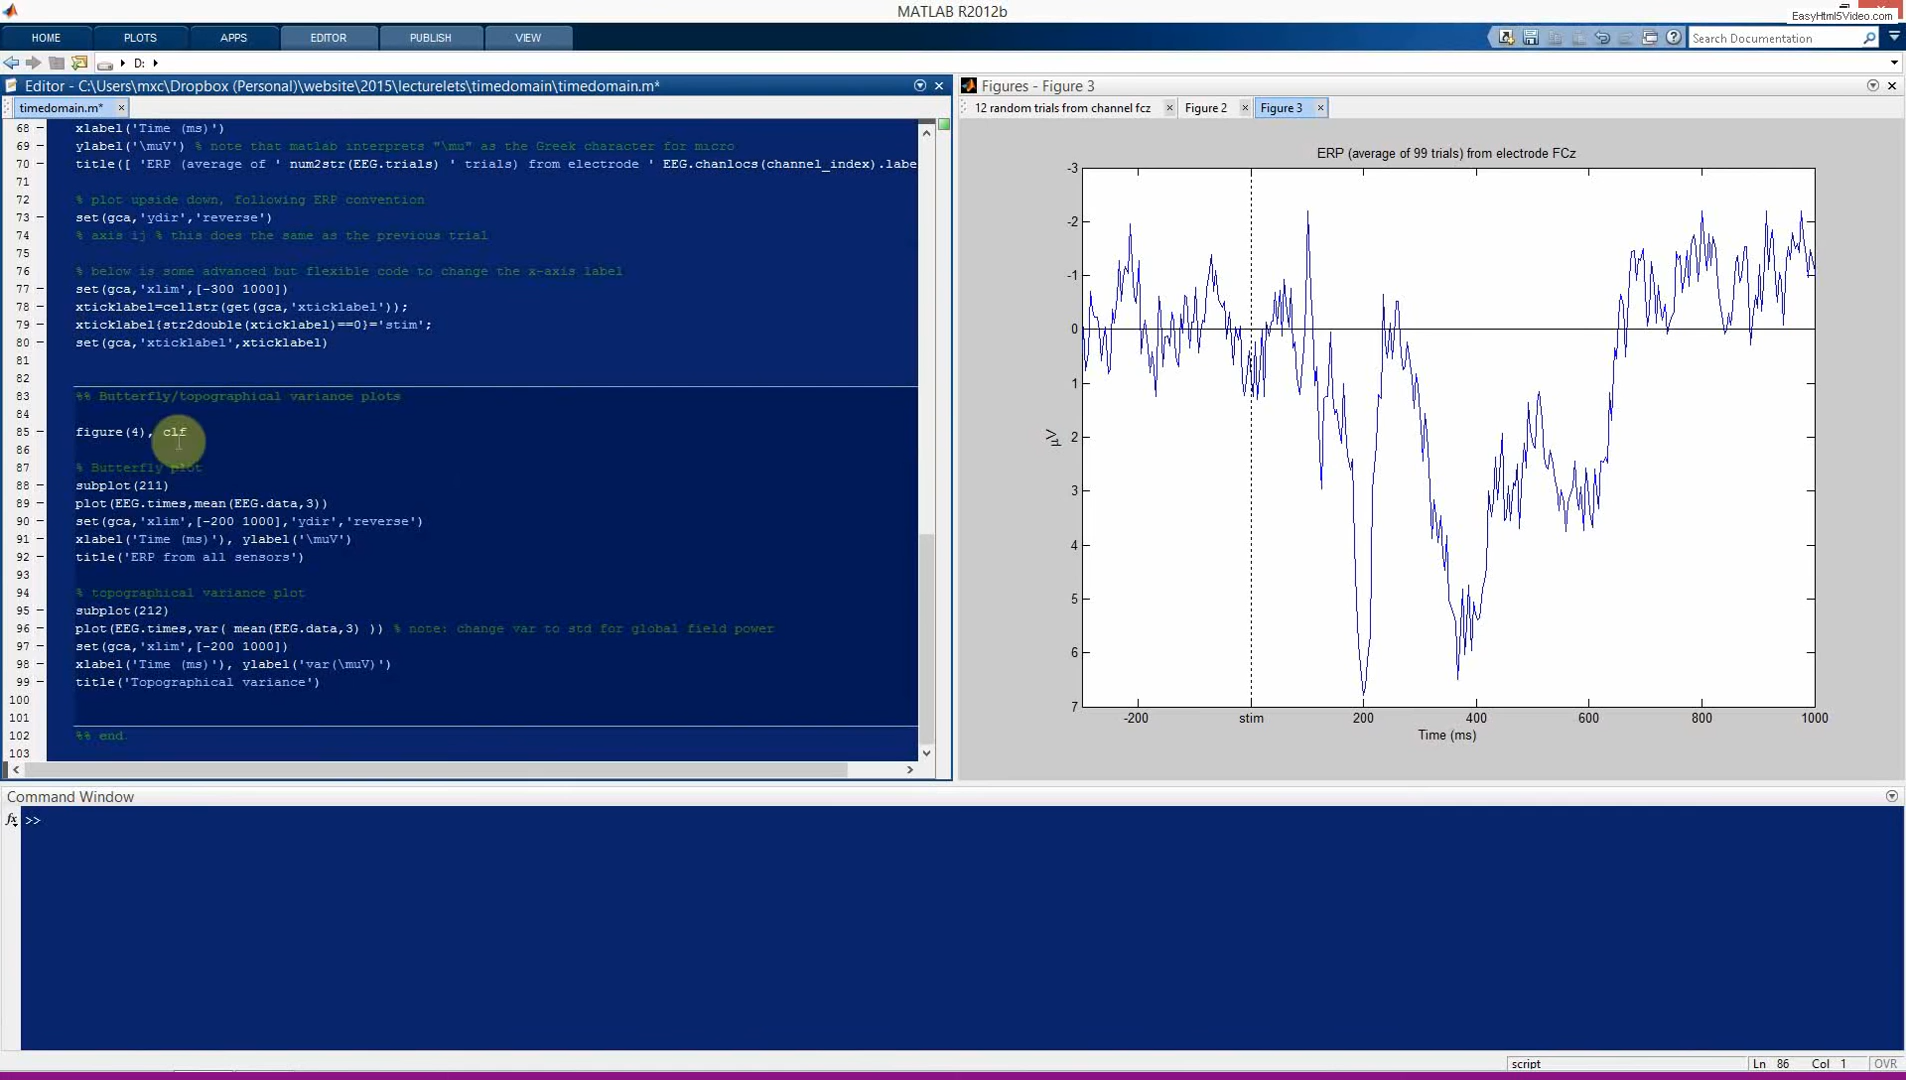 MATLAB R2012b
EasyHtml5Video.com
HOME PLOTS APPS EDITOR PUBLISH VIEW
Search Documentation
D:
Editor - C:\Users\mxc\Dropbox (Personal)\website\2015\lecturelets\timedomain\timedomain.m*
timedomain.m*
68 xlabel('Time (ms)')
69 ylabel('\muV') % note that matlab interprets "\mu" as the Greek character for micro
70 title([ 'ERP (average of ' num2str(EEG.trials) ' trials) from electrode ' EEG.chanlocs(channel_index).labe
71
72 % plot upside down, following ERP convention
73 set(gca,'ydir','reverse')
74 % axis ij % this does the same as the previous trial
75
76 % below is some advanced but flexible code to change the x-axis label
77 set(gca,'xlim',[-300 1000])
78 xticklabel=cellstr(get(gca,'xticklabel'));
79 xticklabel{str2double(xticklabel)==0}='stim';
80 set(gca,'xticklabel',xticklabel)
81
82
83 %% Butterfly/topographical variance plots
84
85 figure(4), clf
86
87 % Butterfly plot
88 subplot(211)
89 plot(EEG.times,mean(EEG.data,3))
90 set(gca,'xlim',[-200 1000],'ydir','reverse')
91 xlabel('Time (ms)'), ylabel('\muV')
92 title('ERP from all sensors')
93
94 % topographical variance plot
95 subplot(212)
96 plot(EEG.times,var( mean(EEG.data,3) )) % note: change var to std for global field power
97 set(gca,'xlim',[-200 1000])
98 xlabel('Time (ms)'), ylabel('var(\muV)')
99 title('Topographical variance')
100
101
102 %% end.
103
Figures - Figure 3
12 random trials from channel fcz Figure 2 Figure 3
ERP (average of 99 trials) from electrode FCz
-3
-2
-1
0
1
2
3
4
5
6
7
μV
-200 stim 200 400 600 800 1000
Time (ms)
Command Window
fx >>
script Ln 86 Col 1 OVR